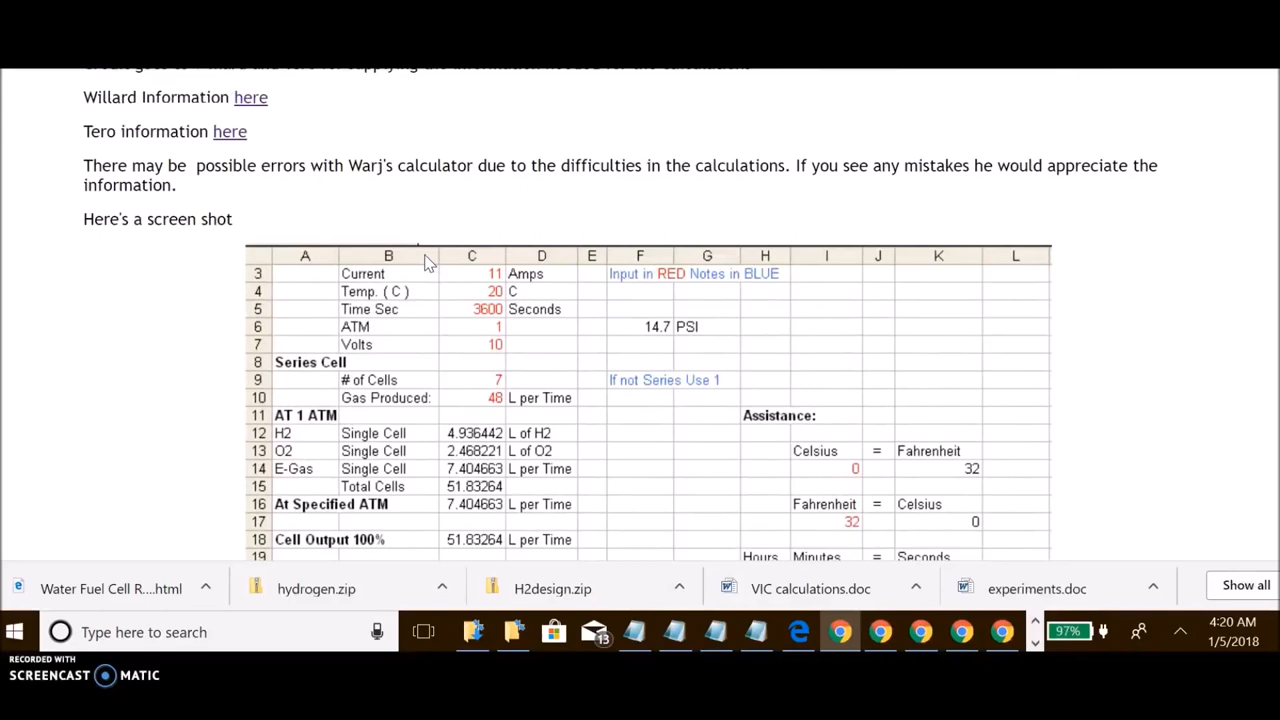 Willard Information here
Tero information here
There may be  possible errors with Warj's calculator due to the difficulties in the calculations. If you see any mistakes he would appreciate the
information.
Here's a screen shot
A B C D E F G H I J K L
3 Current 11 Amps Input in RED Notes in BLUE
4 Temp. ( C ) 20 C
5 Time Sec 3600 Seconds
6 ATM 1 14.7 PSI
7 Volts 10
8 Series Cell
9 # of Cells 7 If not Series Use 1
10 Gas Produced: 48 L per Time
11 AT 1 ATM Assistance:
12 H2 Single Cell 4.936442 L of H2
13 O2 Single Cell 2.468221 L of O2 Celsius = Fahrenheit
14 E-Gas Single Cell 7.404663 L per Time 0 32
15 Total Cells 51.83264
16 At Specified ATM 7.404663 L per Time Fahrenheit = Celsius
17 32 0
18 Cell Output 100% 51.83264 L per Time
19 Hours Minutes = Seconds
Water Fuel Cell R....html hydrogen.zip H2design.zip VIC calculations.doc experiments.doc Show all
Type here to search 13 97% 4:20 AM
1/5/2018
RECORDED WITH
SCREENCAST MATIC